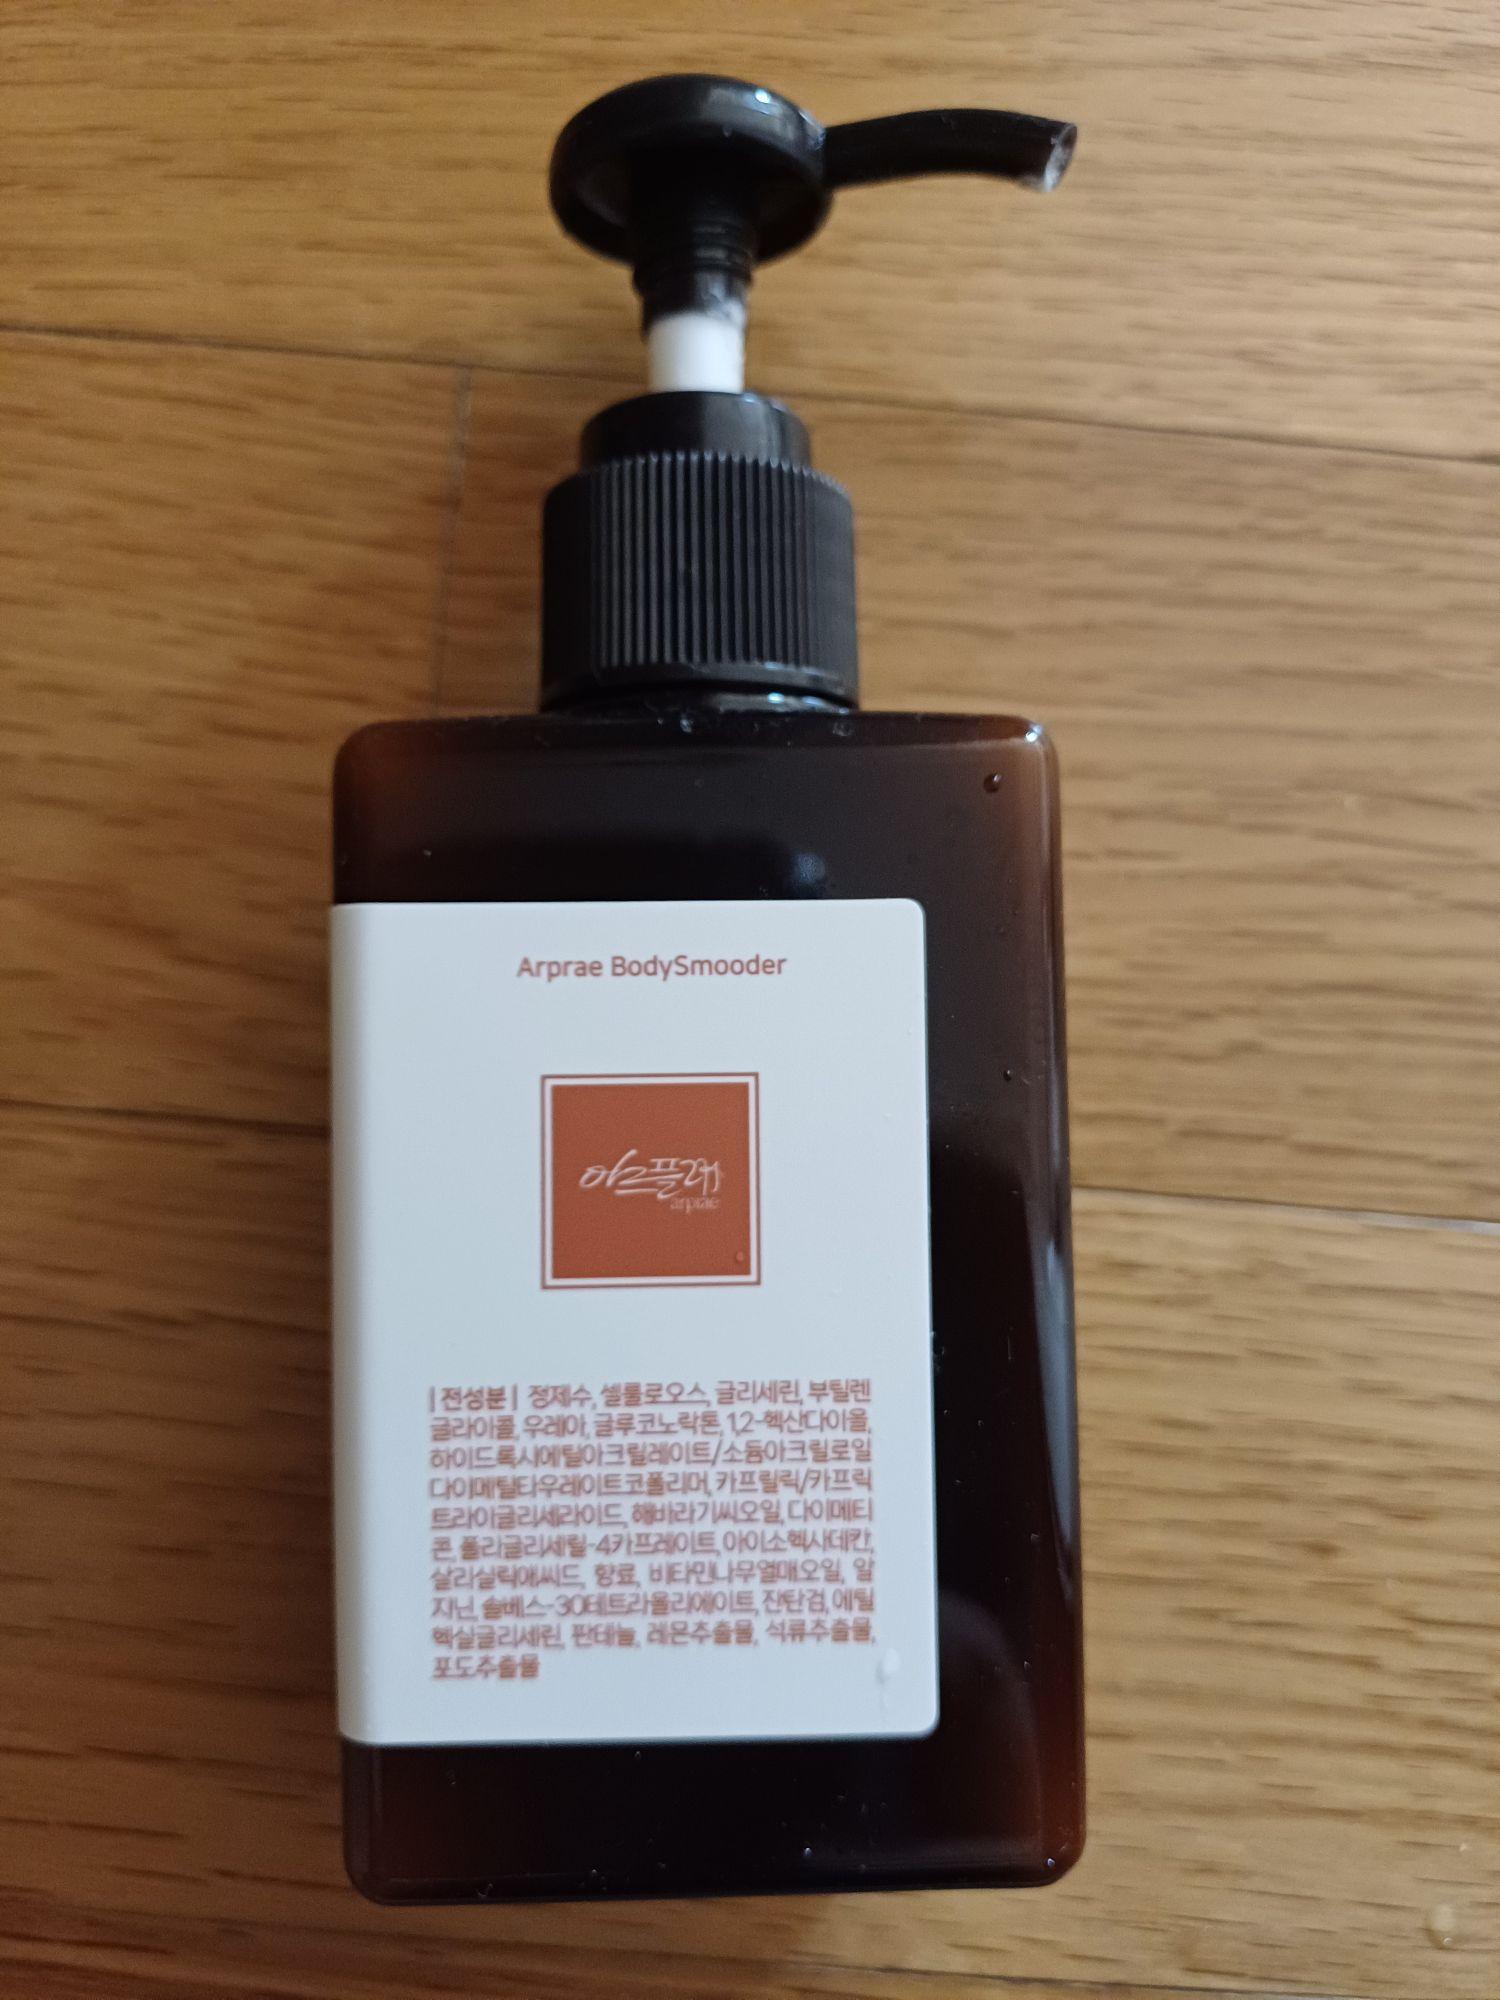 Arprae BodySmooder
아르프래
arprae
| 전성분 | 정제수, 셀룰로오스, 글리세린, 부틸렌
글라이콜, 우레아, 글루코노락톤, 1,2-헥산다이올,
하이드록시에틸아크릴레이트/소듐아크릴로일
다이메틸타우레이트코폴리머, 카프릴릭/카프릭
트라이글리세라이드, 해바라기씨오일, 다이메티
콘, 폴리글리세릴-4카프레이트, 아이소헥사데칸,
살리실릭애씨드, 향료, 비타민나무열매오일, 알
지닌, 솔베스-30테트라올리에이트, 잔탄검, 에틸
헥실글리세린, 판테놀, 레몬추출물, 석류추출물,
포도추출물